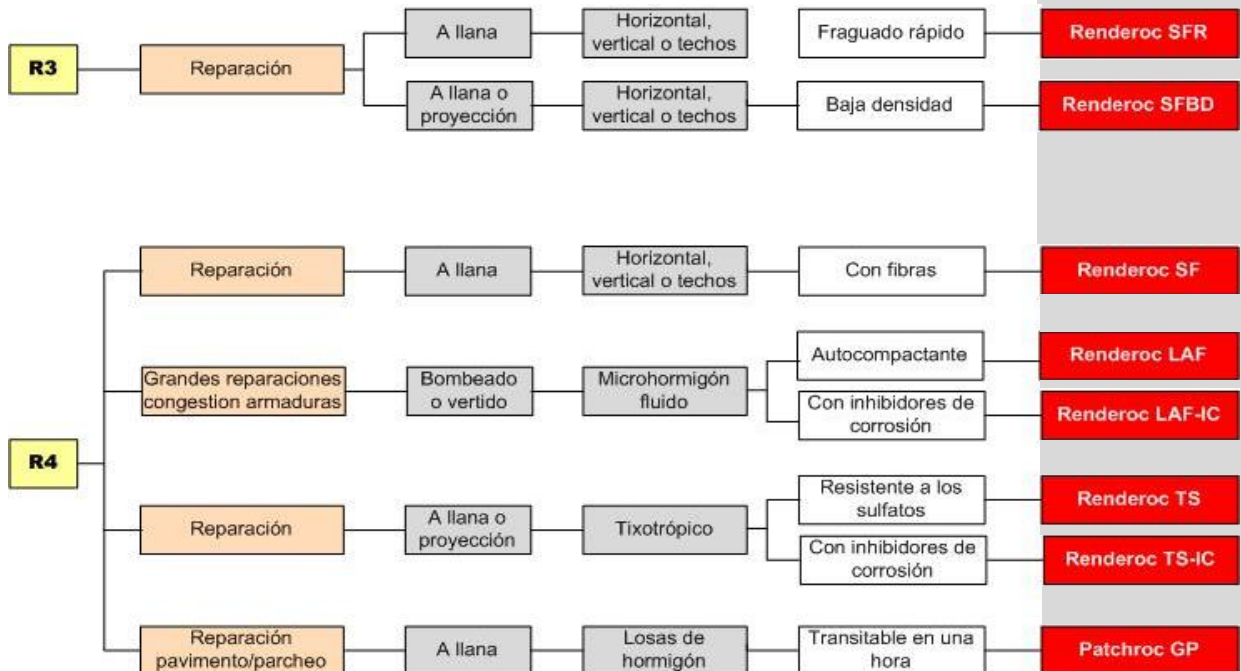 R3
Reparación
A llana
Horizontal,
vertical o techos
Fraguado rápido
Renderoc SFR
A llana o
proyección
Horizontal,
vertical o techos
Baja densidad
Renderoc SFBD
R4
Reparación
A llana
Horizontal,
vertical o techos
Con fibras
Renderoc SF
Grandes reparaciones
congestion armaduras
Bombeado
o vertido
Microhormigón
fluido
Autocompactante
Renderoc LAF
Con inhibidores de
corrosión
Renderoc LAF-IC
Reparación
A llana o
proyección
Tixotrópico
Resistente a los
sulfatos
Renderoc TS
Con inhibidores de
corrosión
Renderoc TS-IC
Reparación
pavimento/parcheo
A llana
Losas de
hormigón
Transitable en una
hora
Patchroc GP